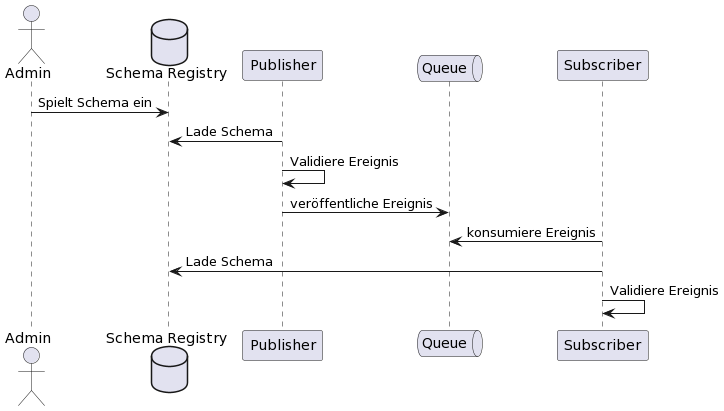 Admin
Schema Registry
Publisher
Queue
Subscriber
Spielt Schema ein
Lade Schema
Validiere Ereignis
veröffentliche Ereignis
konsumiere Ereignis
Lade Schema
Validiere Ereignis
Admin
Schema Registry
Publisher
Queue
Subscriber